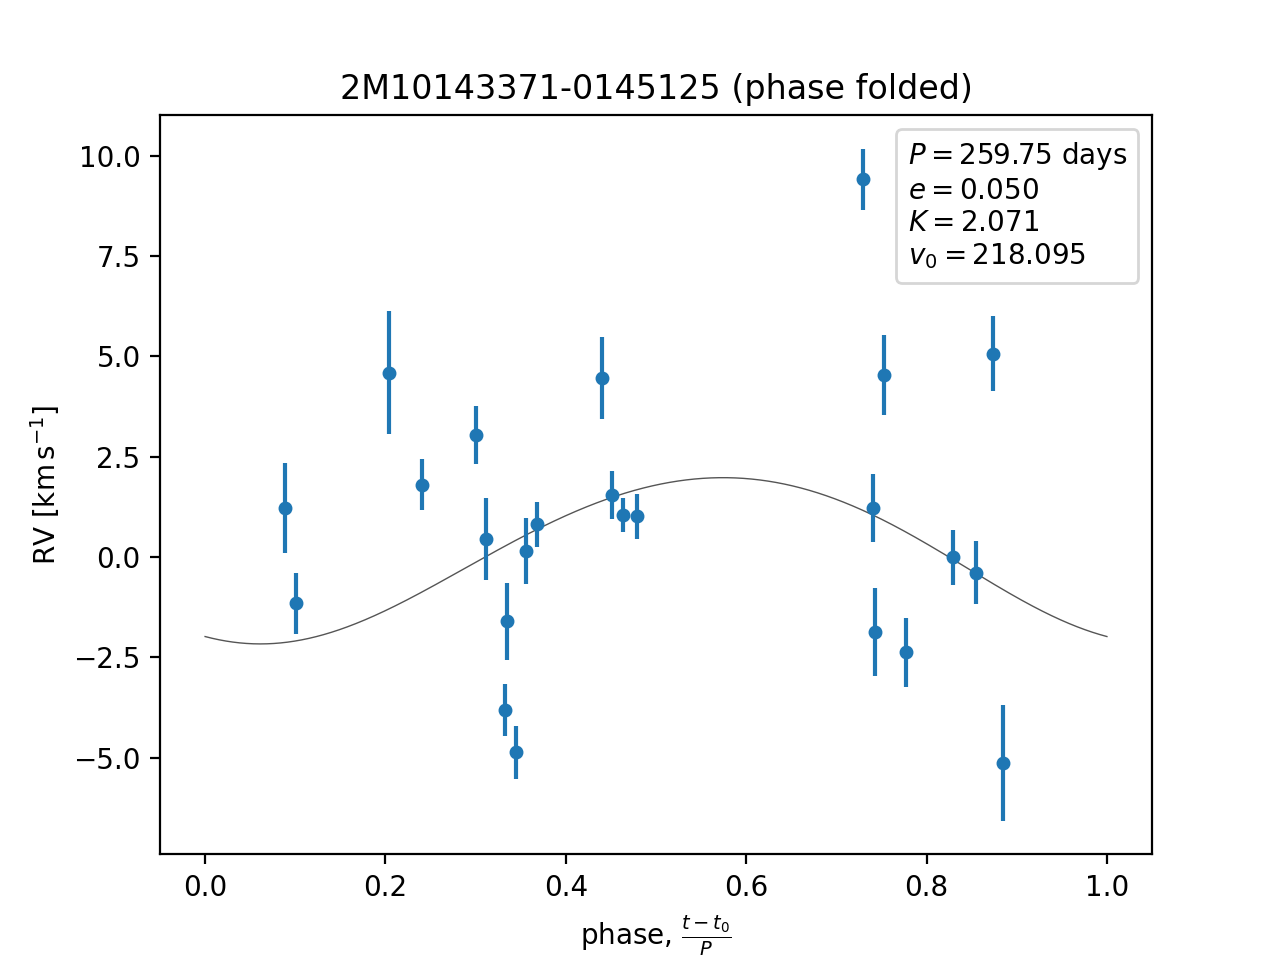 2M10143371-0145125 (phase folded)
P = 259.75 days
e = 0.050
K = 2.071
v₀ = 218.095
RV [km s⁻¹]
10.0
7.5
5.0
2.5
0.0
−2.5
−5.0
0.0 0.2 0.4 0.6 0.8 1.0
phase, (t − t₀)/P